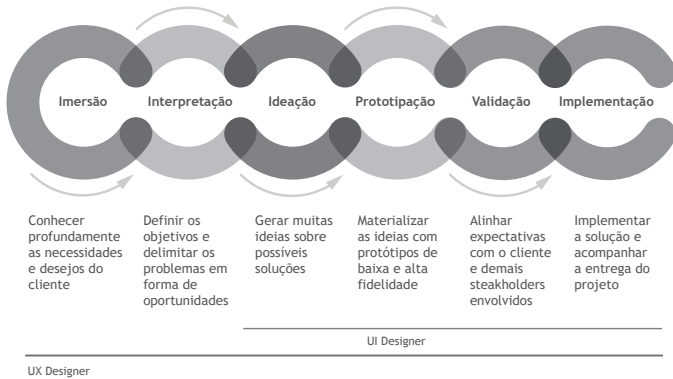 Imersão
Interpretação
Ideação
Prototipação
Validação
Implementação
Conhecer
profundamente
as necessidades
e desejos do
cliente
Definir os
objetivos e
delimitar os
problemas em
forma de
oportunidades
Gerar muitas
ideias sobre
possíveis
soluções
Materializar
as ideias com
protótipos de
baixa e alta
fidelidade
Alinhar
expectativas
com o cliente
e demais
steakholders
envolvidos
Implementar
a solução e
acompanhar
a entrega do
projeto
UI Designer
UX Designer